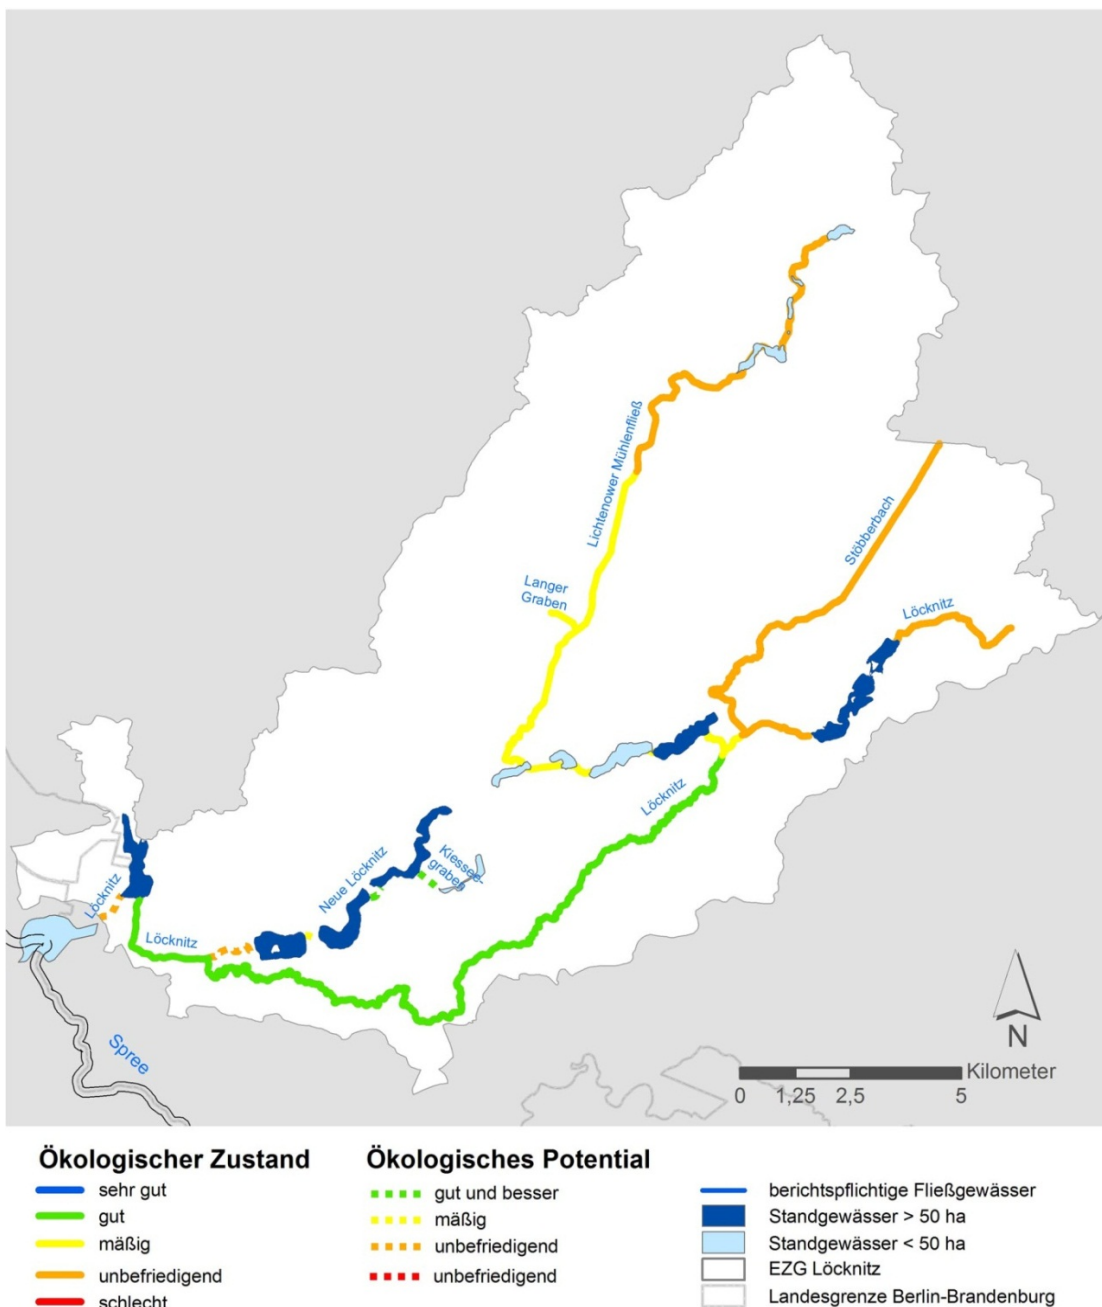 Lichtenower Mühlenfließ
Stöbberbach
Langer
Graben
Löcknitz
Löcknitz
Neue Löcknitz
Kiessee-
graben
Löcknitz
Löcknitz
Spree
N
Kilometer
0 1,25 2,5 5
Ökologischer Zustand
sehr gut
gut
mäßig
unbefriedigend
schlecht
Ökologisches Potential
gut und besser
mäßig
unbefriedigend
unbefriedigend
berichtspflichtige Fließgewässer
Standgewässer > 50 ha
Standgewässer < 50 ha
EZG Löcknitz
Landesgrenze Berlin-Brandenburg